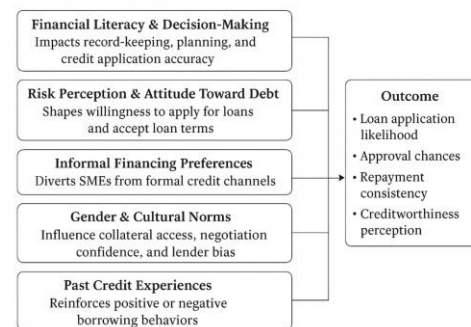 Financial Literacy & Decision-Making
Impacts record-keeping, planning, and
credit application accuracy
Risk Perception & Attitude Toward Debt
Shapes willingness to apply for loans
and accept loan terms
Informal Financing Preferences
Diverts SMEs from formal credit channels
Gender & Cultural Norms
Influence collateral access, negotiation
confidence, and lender bias
Past Credit Experiences
Reinforces positive or negative
borrowing behaviors
Outcome
• Loan application
likelihood
• Approval chances
• Repayment
consistency
• Creditworthiness
perception